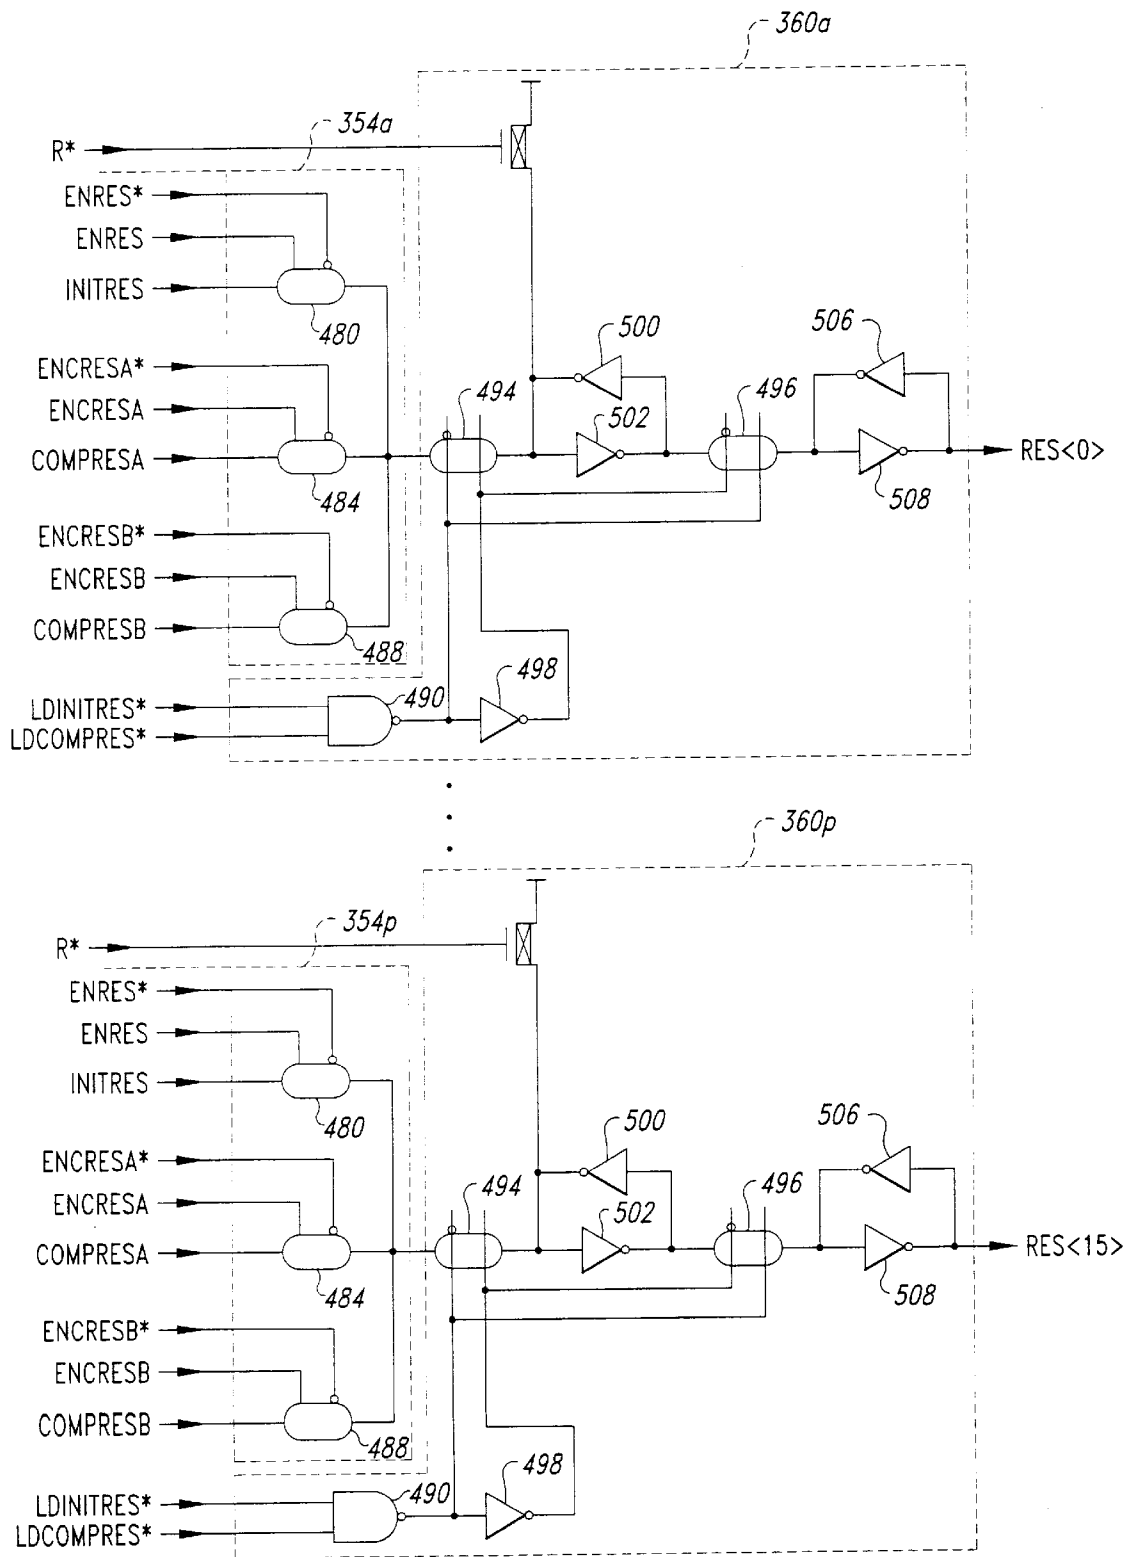 360a
354a
R*
ENRES*
ENRES
INITRES
480
ENCRESA*
ENCRESA
COMPRESA
484
494
500
502
496
506
508
RES<0>
ENCRESB*
ENCRESB
COMPRESB
488
LDINITRES*
LDCOMPRES*
490
498
360p
354p
R*
ENRES*
ENRES
INITRES
480
ENCRESA*
ENCRESA
COMPRESA
484
494
500
502
496
506
508
RES<15>
ENCRESB*
ENCRESB
COMPRESB
488
LDINITRES*
LDCOMPRES*
490
498